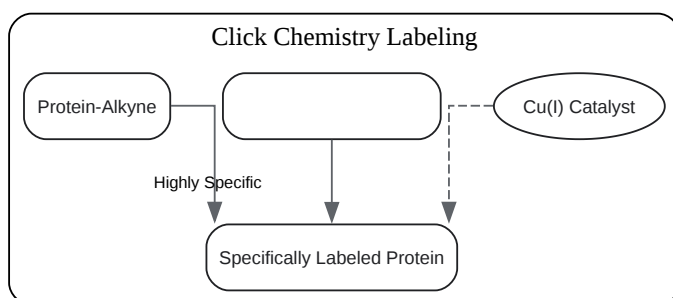 Click Chemistry Labeling
Protein-Alkyne
Cu(I) Catalyst
Highly Specific
Specifically Labeled Protein